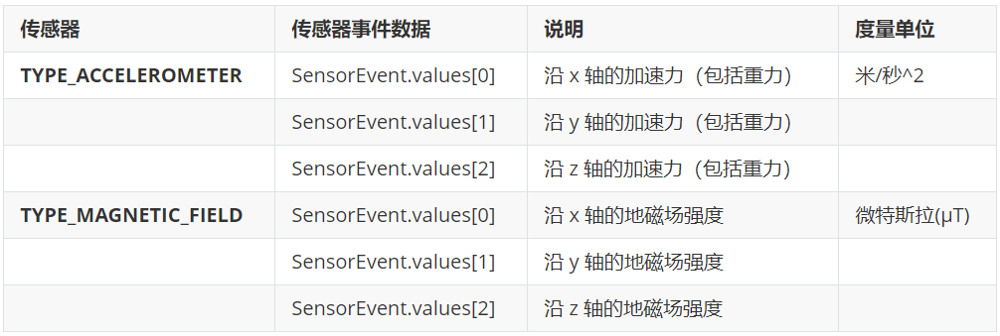 传感器 传感器事件数据 说明 度量单位
TYPE_ACCELEROMETER SensorEvent.values[0] 沿 x 轴的加速力（包括重力） 米/秒^2
SensorEvent.values[1] 沿 y 轴的加速力（包括重力）
SensorEvent.values[2] 沿 z 轴的加速力（包括重力）
TYPE_MAGNETIC_FIELD SensorEvent.values[0] 沿 x 轴的地磁场强度 微特斯拉(μT)
SensorEvent.values[1] 沿 y 轴的地磁场强度
SensorEvent.values[2] 沿 z 轴的地磁场强度